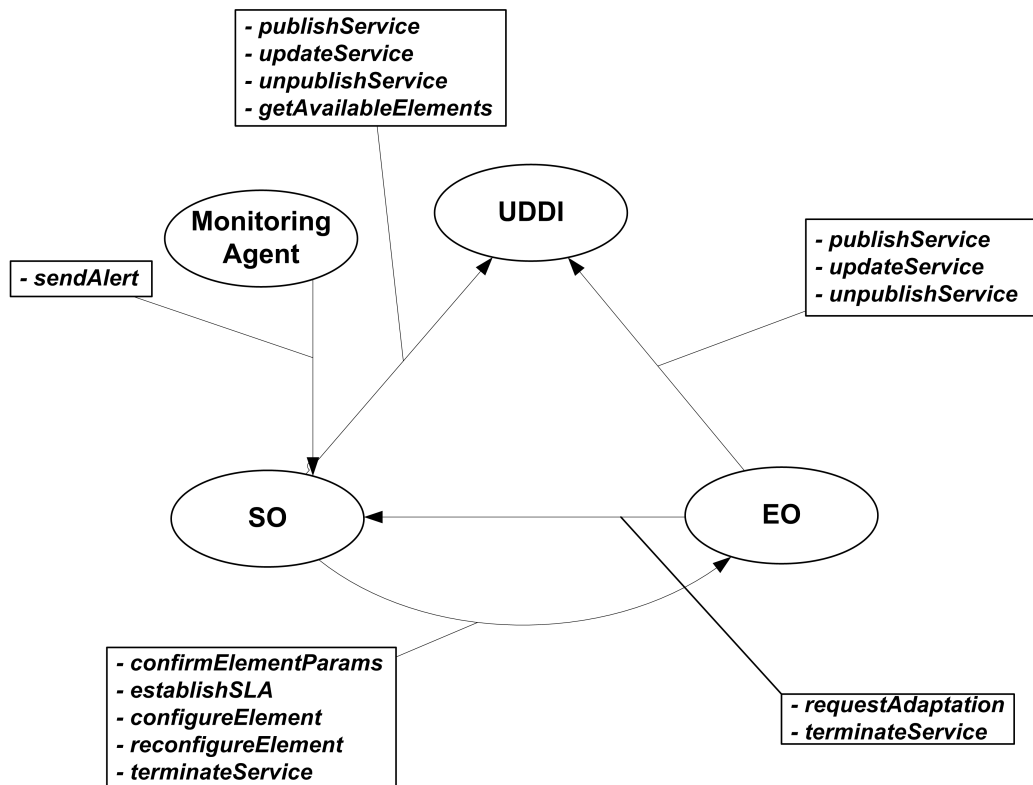 - publishService
- updateService
- unpublishService
- getAvailableElements
UDDI
Monitoring
Agent
- publishService
- updateService
- unpublishService
- sendAlert
SO
EO
- confirmElementParams
- establishSLA
- configureElement
- reconfigureElement
- terminateService
- requestAdaptation
- terminateService